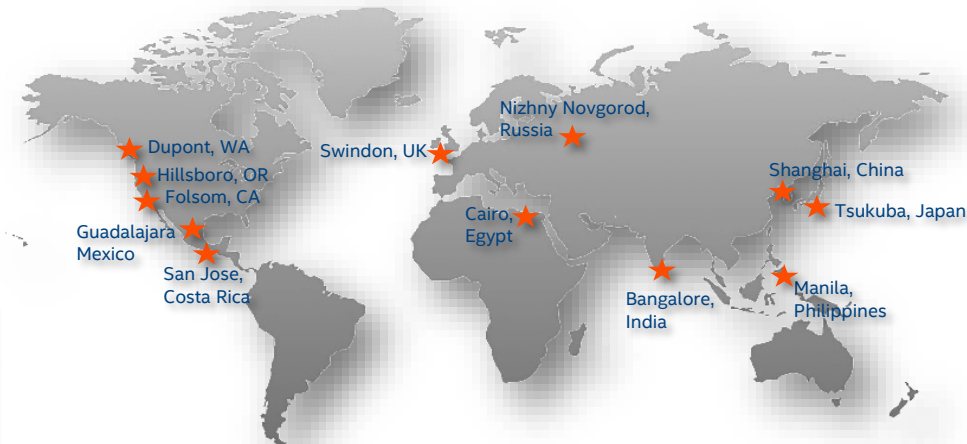 Nizhny Novgorod,
Russia
Dupont, WA
Swindon, UK
Hillsboro, OR
Folsom, CA
Shanghai, China
Tsukuba, Japan
Cairo,
Egypt
Guadalajara
Mexico
San Jose,
Costa Rica
Bangalore,
India
Manila,
Philippines